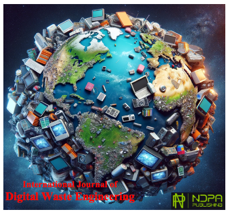 International Journal of
Digital Waste Engineering
NDPA
PUBLISHING